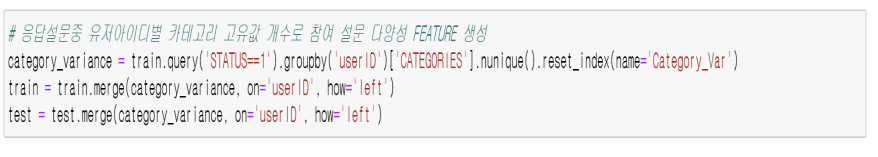 # 응답설문중 유저아이디별 카테고리 고유값 개수로 참여 설문 다양성 FEATURE 생성
category_variance = train.query('STATUS==1').groupby('userID')['CATEGORIES'].nunique().reset_index(name='Category_Var')
train = train.merge(category_variance, on='userID', how='left')
test = test.merge(category_variance, on='userID', how='left')